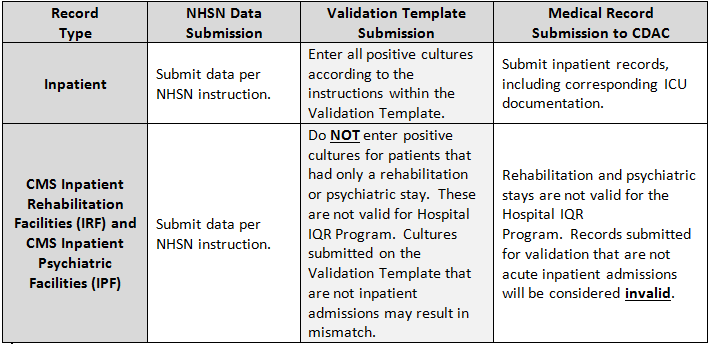 Record
Type
NHSN Data
Submission
Validation Template
Submission
Medical Record
Submission to CDAC
Inpatient
Submit data per
NHSN instruction.
Enter all positive cultures
according to the
instructions within the
Validation Template.
Submit inpatient records,
including corresponding ICU
documentation.
CMS Inpatient
Rehabilitation
Facilities (IRF) and
CMS Inpatient
Psychiatric
Facilities (IPF)
Submit data per
NHSN instruction.
Do NOT enter positive
cultures for patients that
had only a rehabilitation
or psychiatric stay.  These
are not valid for Hospital
IQR Program.  Cultures
submitted on the
Validation Template that
are not inpatient
admissions may result in
mismatch.
Rehabilitation and psychiatric
stays are not valid for the
Hospital IQR
Program.  Records submitted
for validation that are not
acute inpatient admissions
will be considered invalid.